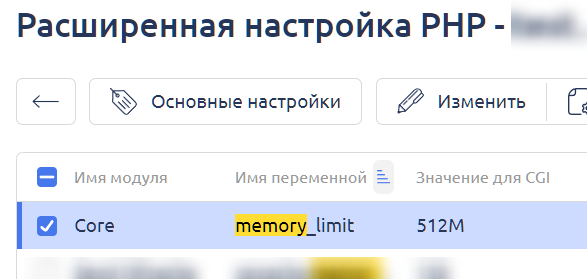 Расширенная настройка PHP -
Основные настройки Изменить
Имя модуля Имя переменной Значение для CGI
Core memory_limit 512M